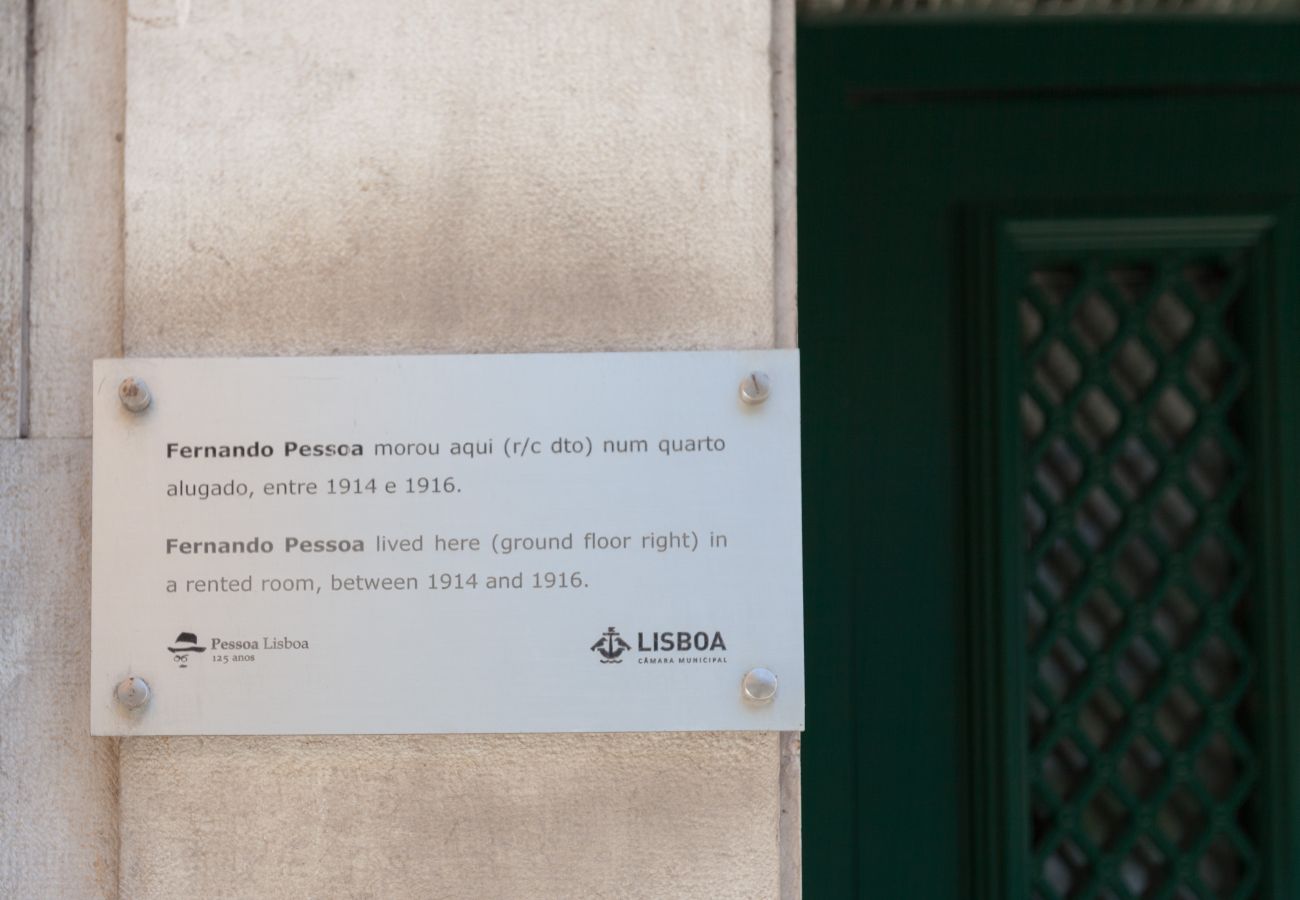 Fernando Pessoa morou aqui (r/c dto) num quarto
alugado, entre 1914 e 1916.
Fernando Pessoa lived here (ground floor right) in
a rented room, between 1914 and 1916.
Pessoa Lisboa
125 anos
LISBOA
CÂMARA MUNICIPAL